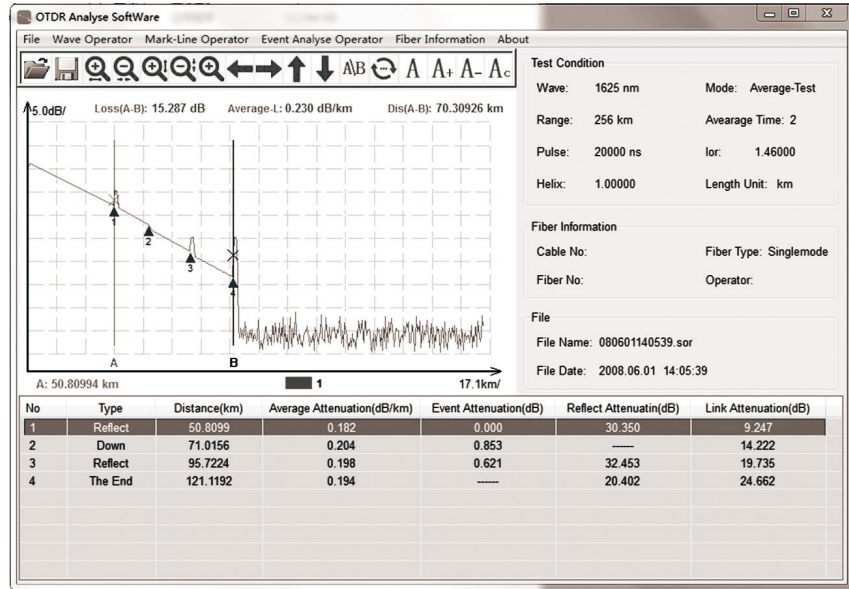 OTDR Analyse SoftWare
File Wave Operator Mark-Line Operator Event Analyse Operator Fiber Information About
A\B A A+ A- Ac
5.0dB/ Loss(A-B): 15.287 dB Average-L: 0.230 dB/km Dis(A-B): 70.30926 km
1
2
3
4
A B
A: 50.80994 km 1 17.1km/
Test Condition
Wave: 1625 nm Mode: Average-Test
Range: 256 km Avearage Time: 2
Pulse: 20000 ns Ior: 1.46000
Helix: 1.00000 Length Unit: km
Fiber Information
Cable No: Fiber Type: Singlemode
Fiber No: Operator:
File
File Name: 080601140539.sor
File Date: 2008.06.01 14:05:39
No Type Distance(km) Average Attenuation(dB/km) Event Attenuation(dB) Reflect Attenuatin(dB) Link Attenuation(dB)
1 Reflect 50.8099 0.182 0.000 30.350 9.247
2 Down 71.0156 0.204 0.853 ------ 14.222
3 Reflect 95.7224 0.198 0.621 32.453 19.735
4 The End 121.1192 0.194 ------ 20.402 24.662